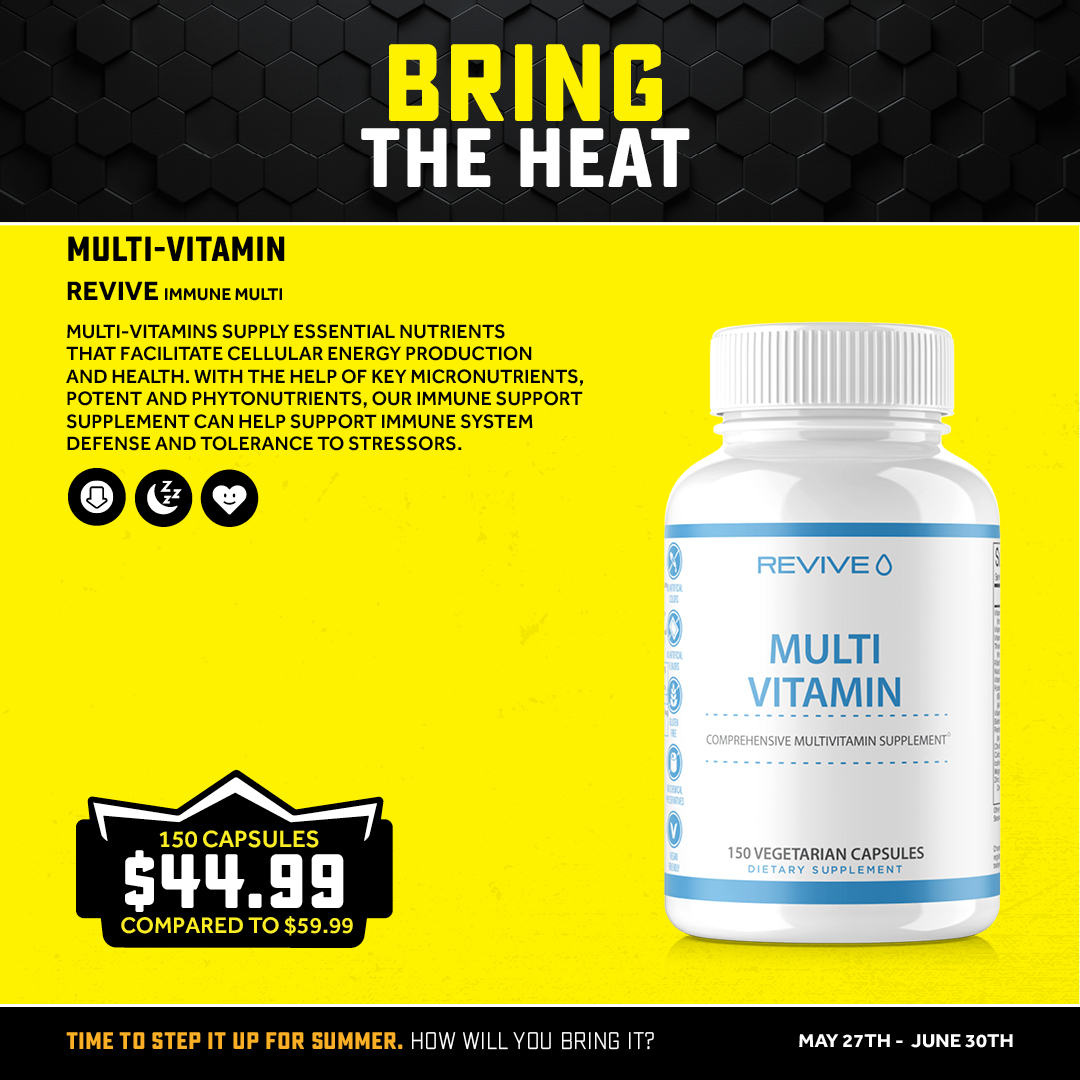 BRING
THE HEAT
MULTI-VITAMIN
REVIVE IMMUNE MULTI
MULTI-VITAMINS SUPPLY ESSENTIAL NUTRIENTS
THAT FACILITATE CELLULAR ENERGY PRODUCTION
AND HEALTH. WITH THE HELP OF KEY MICRONUTRIENTS,
POTENT AND PHYTONUTRIENTS, OUR IMMUNE SUPPORT
SUPPLEMENT CAN HELP SUPPORT IMMUNE SYSTEM
DEFENSE AND TOLERANCE TO STRESSORS.
REVIVE
MULTI
VITAMIN
COMPREHENSIVE MULTIVITAMIN SUPPLEMENT
150 VEGETARIAN CAPSULES
DIETARY SUPPLEMENT
GLUTEN
FREE
VEGAN
FRIENDLY
150 CAPSULES
$44.99
COMPARED TO $59.99
TIME TO STEP IT UP FOR SUMMER. HOW WILL YOU BRING IT?
MAY 27TH - JUNE 30TH